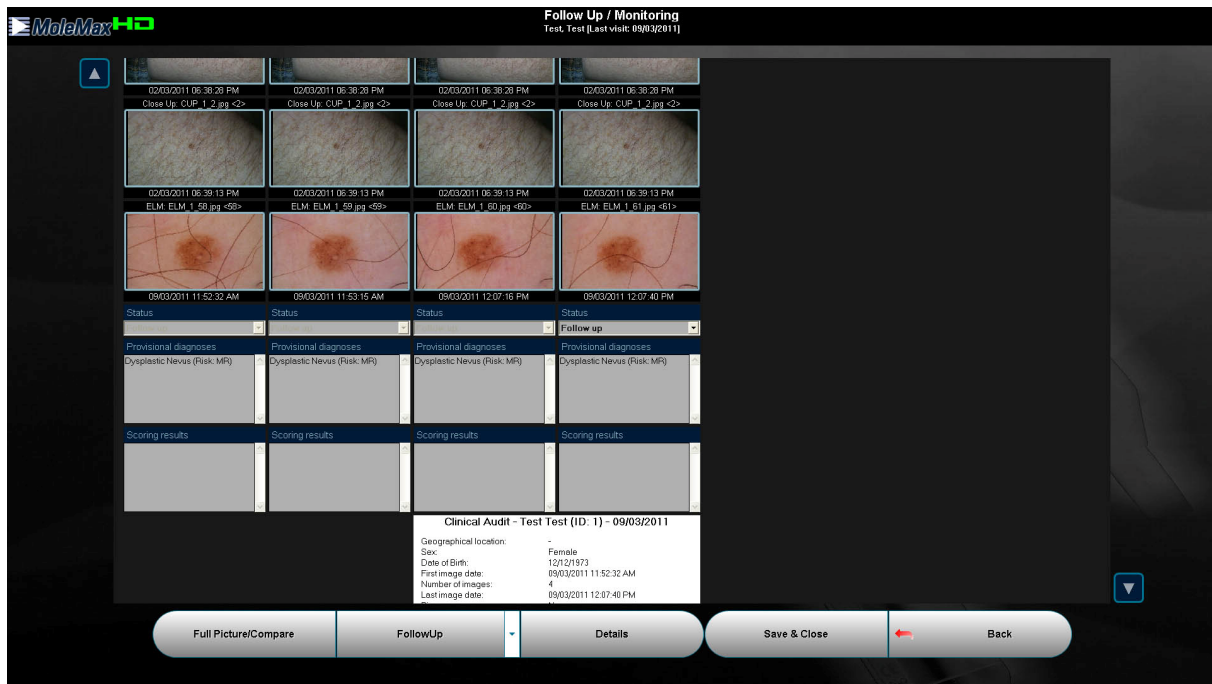 MoleMax HD
Follow Up / Monitoring
Test, Test [Last visit: 09/03/2011]
02/03/2011 06:38:28 PM 02/03/2011 06:38:28 PM 02/03/2011 06:38:28 PM 02/03/2011 06:38:28 PM
Close Up: CUP_1_2.jpg <2> Close Up: CUP_1_2.jpg <2> Close Up: CUP_1_2.jpg <2> Close Up: CUP_1_2.jpg <2>
02/03/2011 06:39:13 PM 02/03/2011 06:39:13 PM 02/03/2011 06:39:13 PM 02/03/2011 06:39:13 PM
ELM: ELM_1_58.jpg <58> ELM: ELM_1_59.jpg <59> ELM: ELM_1_60.jpg <60> ELM: ELM_1_61.jpg <61>
09/03/2011 11:52:32 AM 09/03/2011 11:53:15 AM 09/03/2011 12:07:16 PM 09/03/2011 12:07:40 PM
Status Status Status Status
Follow up
Provisional diagnoses Provisional diagnoses Provisional diagnoses Provisional diagnoses
Dysplastic Nevus (Risk: MR) Dysplastic Nevus (Risk: MR) Dysplastic Nevus (Risk: MR) Dysplastic Nevus (Risk: MR)
Scoring results Scoring results Scoring results Scoring results
Clinical Audit - Test Test (ID: 1) - 09/03/2011
Geographical location: -
Sex: Female
Date of Birth: 12/12/1973
First image date: 09/03/2011 11:52:32 AM
Number of images: 4
Last image date: 09/03/2011 12:07:40 PM
Full Picture/Compare FollowUp Details Save & Close Back